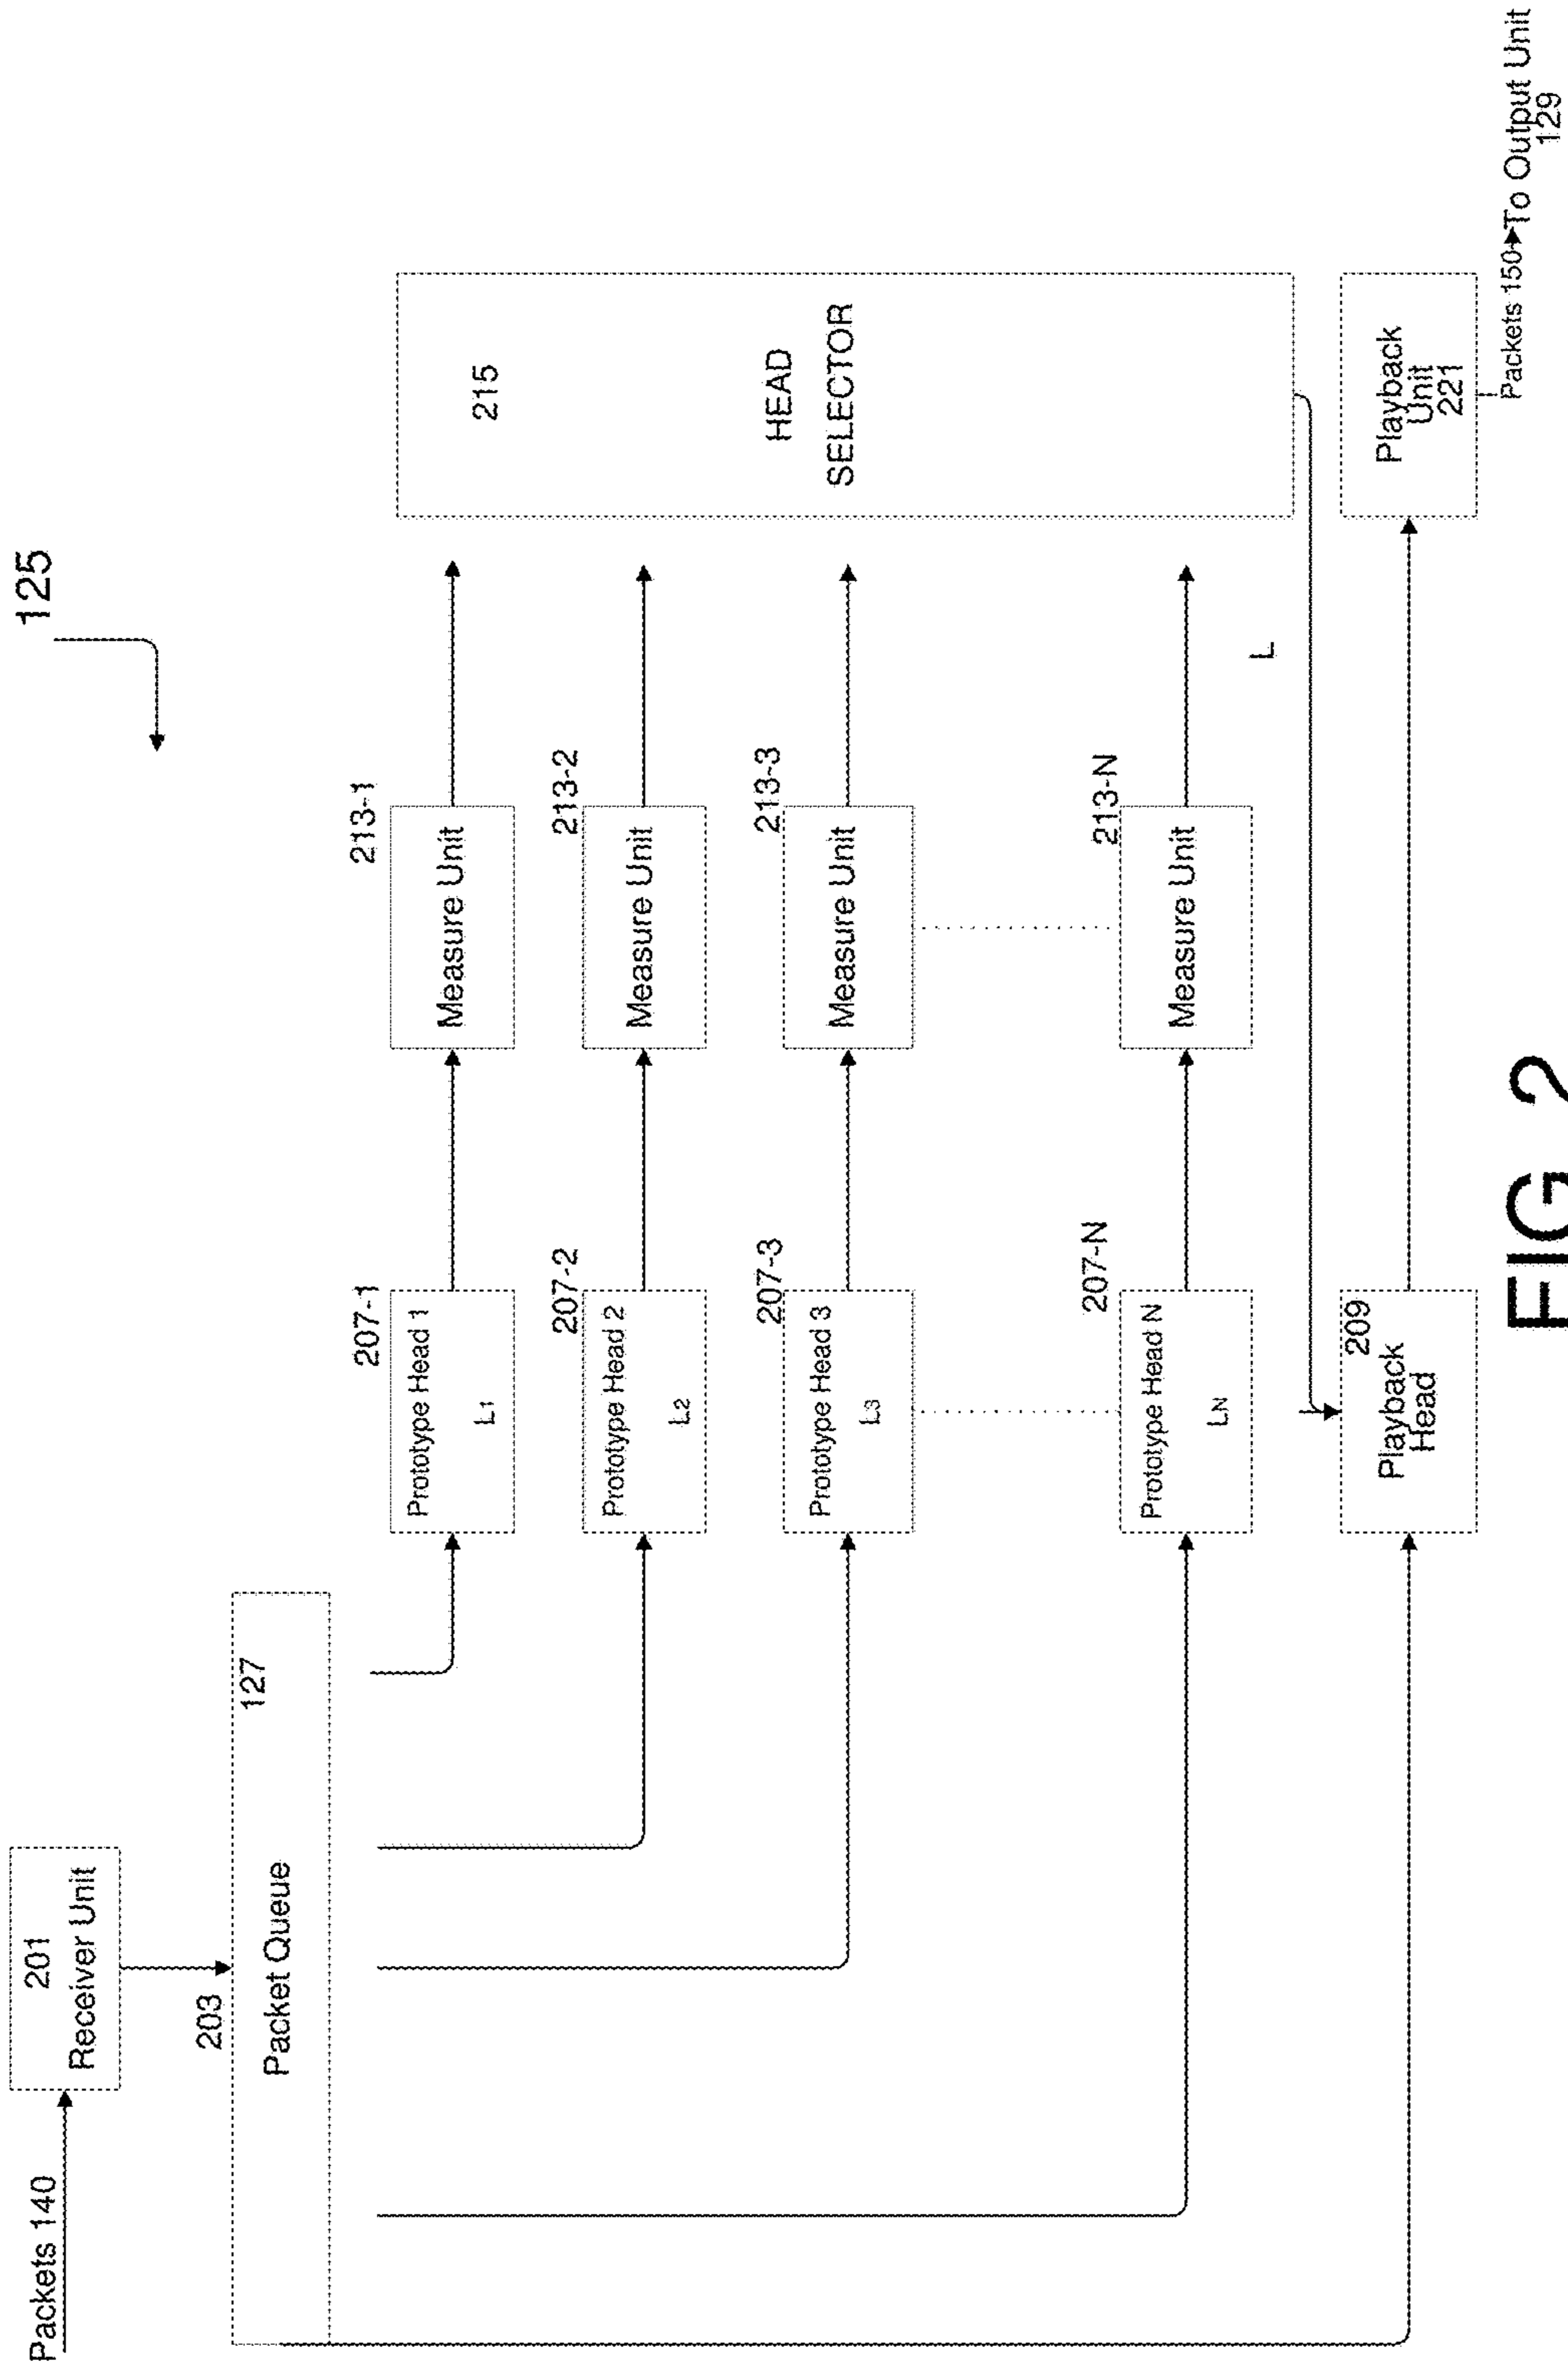 125
Packets 140
201
Receiver Unit
203
127
Packet Queue
207-1
Prototype Head 1
L1
213-1
Measure Unit
207-2
Prototype Head 2
L2
213-2
Measure Unit
207-3
Prototype Head 3
L3
213-3
Measure Unit
207-N
Prototype Head N
LN
213-N
Measure Unit
215
HEAD
SELECTOR
L
209
Playback
Head
Playback
Unit
221
Packets 150
To Output Unit
129
FIG 2